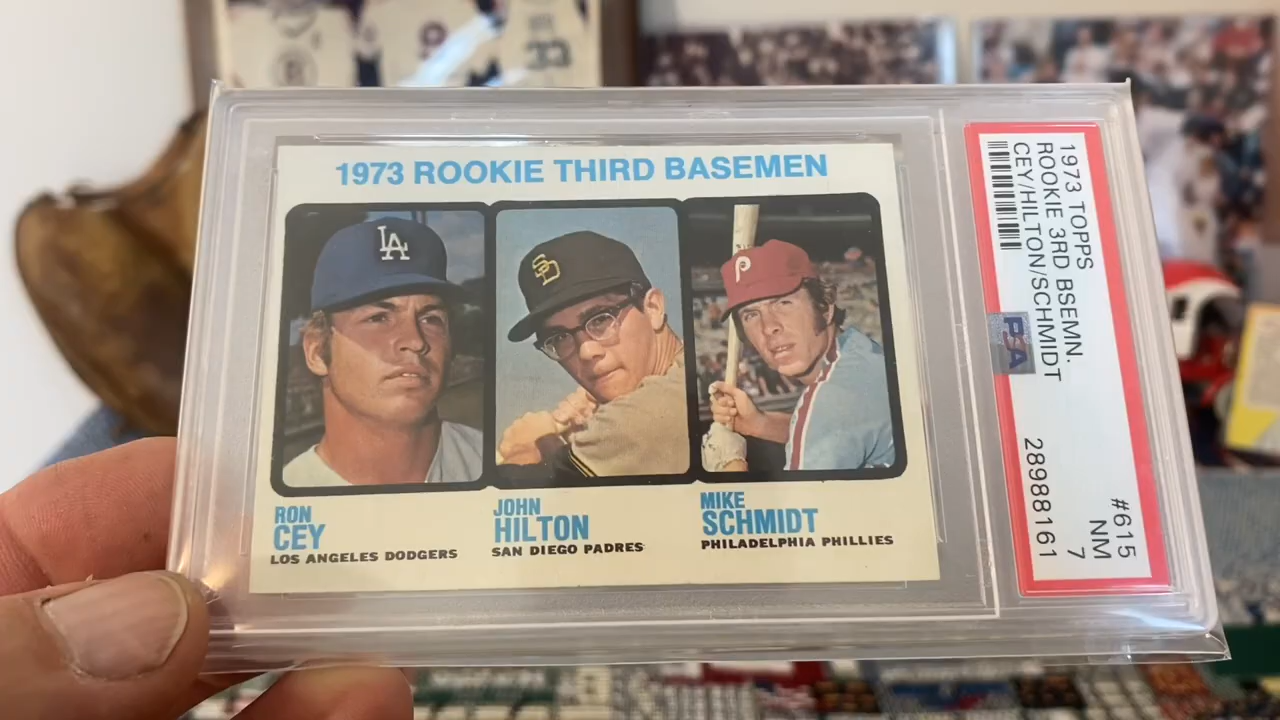 1973 ROOKIE THIRD BASEMEN
LA
SD
P
RON
CEY
LOS ANGELES DODGERS
JOHN
HILTON
SAN DIEGO PADRES
MIKE
SCHMIDT
PHILADELPHIA PHILLIES
1973 TOPPS
ROOKIE 3RD BSEMN.
CEY/HILTON/SCHMIDT
PSA
#615
NM
7
28988161
33